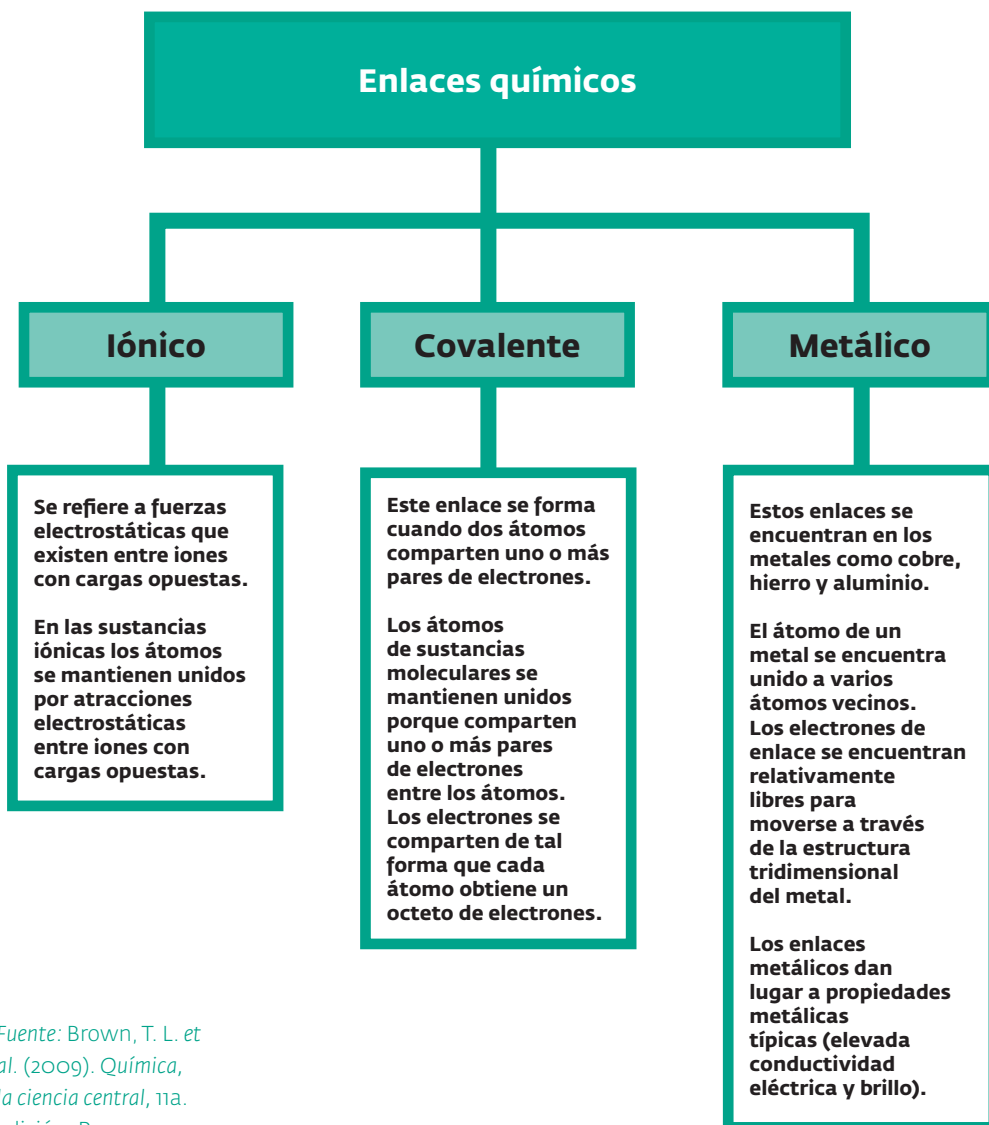 Enlaces químicos
Iónico
Covalente
Metálico
Se refiere a fuerzas
electrostáticas que
existen entre iones
con cargas opuestas.
En las sustancias
iónicas los átomos
se mantienen unidos
por atracciones
electrostáticas
entre iones con
cargas opuestas.
Este enlace se forma
cuando dos átomos
comparten uno o más
pares de electrones.
Los átomos
de sustancias
moleculares se
mantienen unidos
porque comparten
uno o más pares
de electrones
entre los átomos.
Los electrones se
comparten de tal
forma que cada
átomo obtiene un
octeto de electrones.
Estos enlaces se
encuentran en los
metales como cobre,
hierro y aluminio.
El átomo de un
metal se encuentra
unido a varios
átomos vecinos.
Los electrones de
enlace se encuentran
relativamente
libres para
moverse a través
de la estructura
tridimensional
del metal.
Los enlaces
metálicos dan
lugar a propiedades
metálicas
típicas (elevada
conductividad
eléctrica y brillo).
Fuente: Brown, T. L. et
al. (2009). Química,
la ciencia central, 11a.